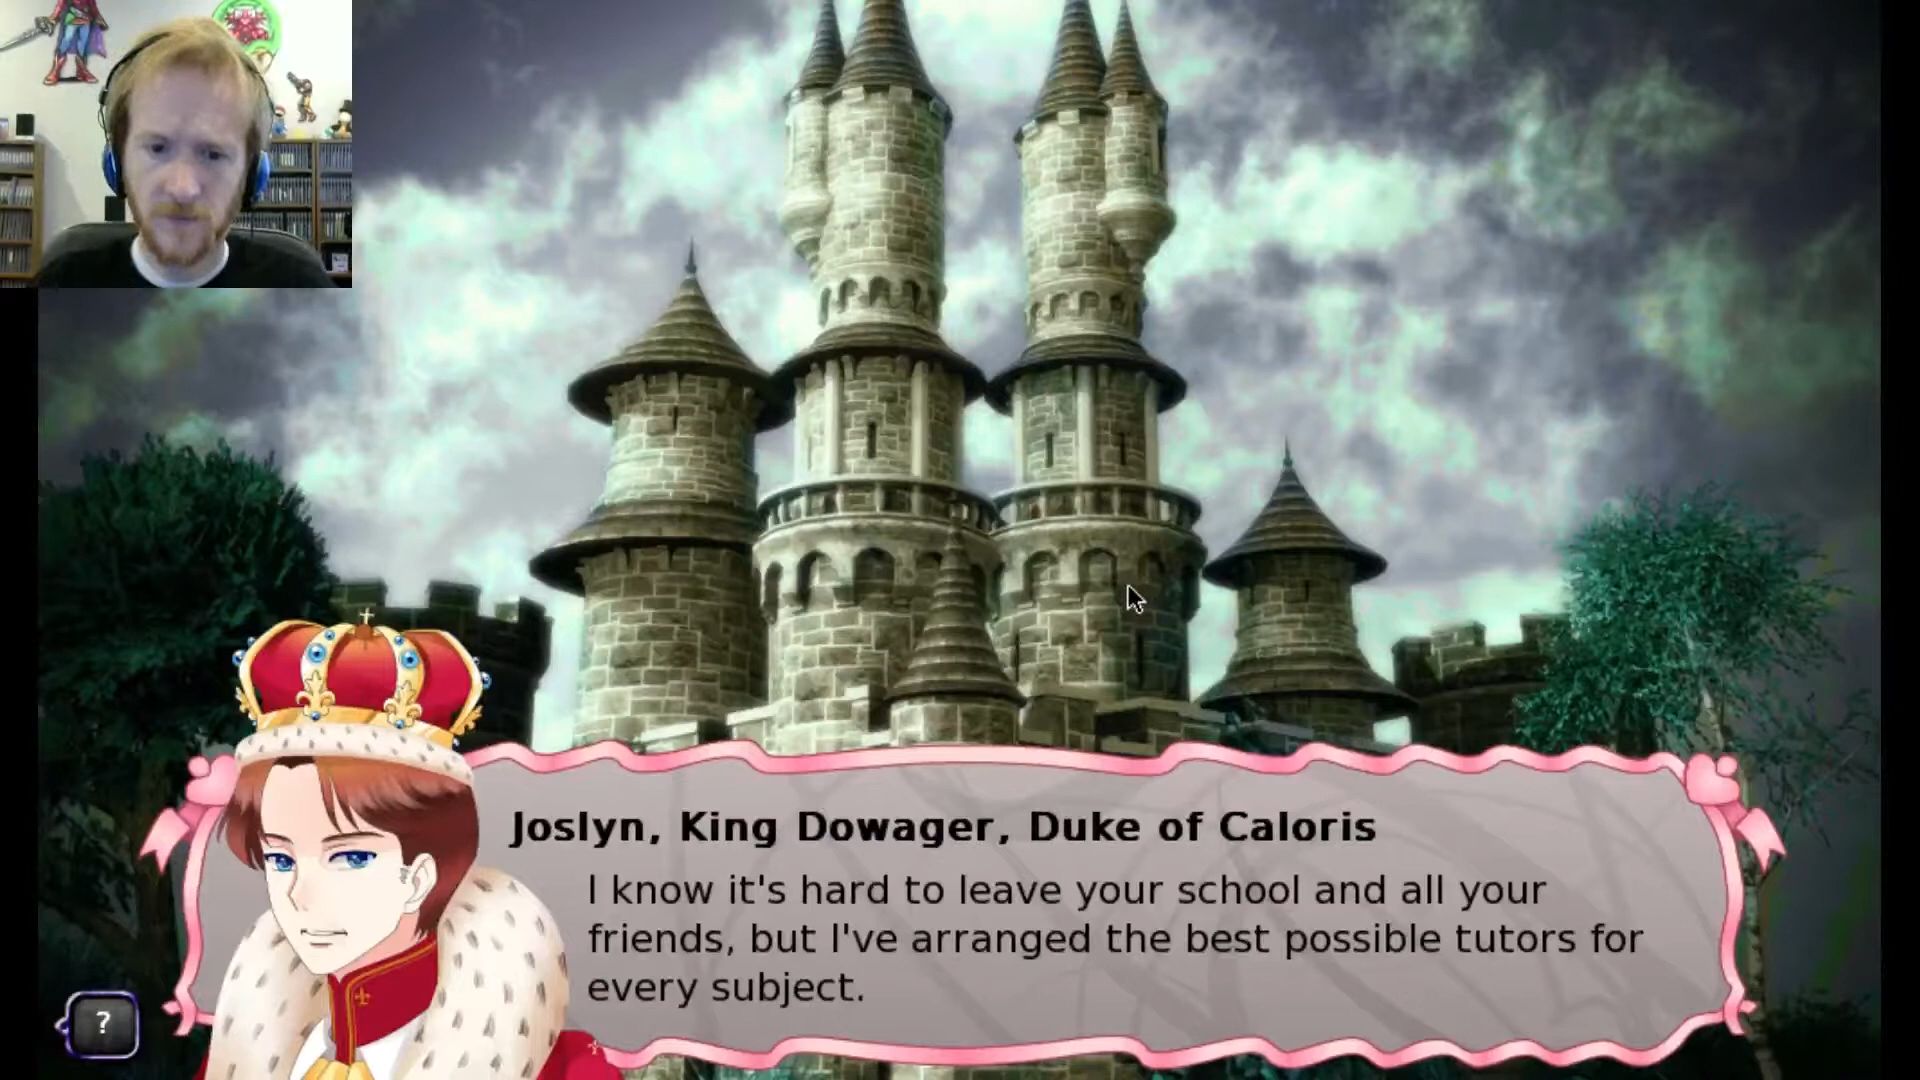 Joslyn, King Dowager, Duke of Caloris
I know it's hard to leave your school and all your
friends, but I've arranged the best possible tutors for
every subject.
?